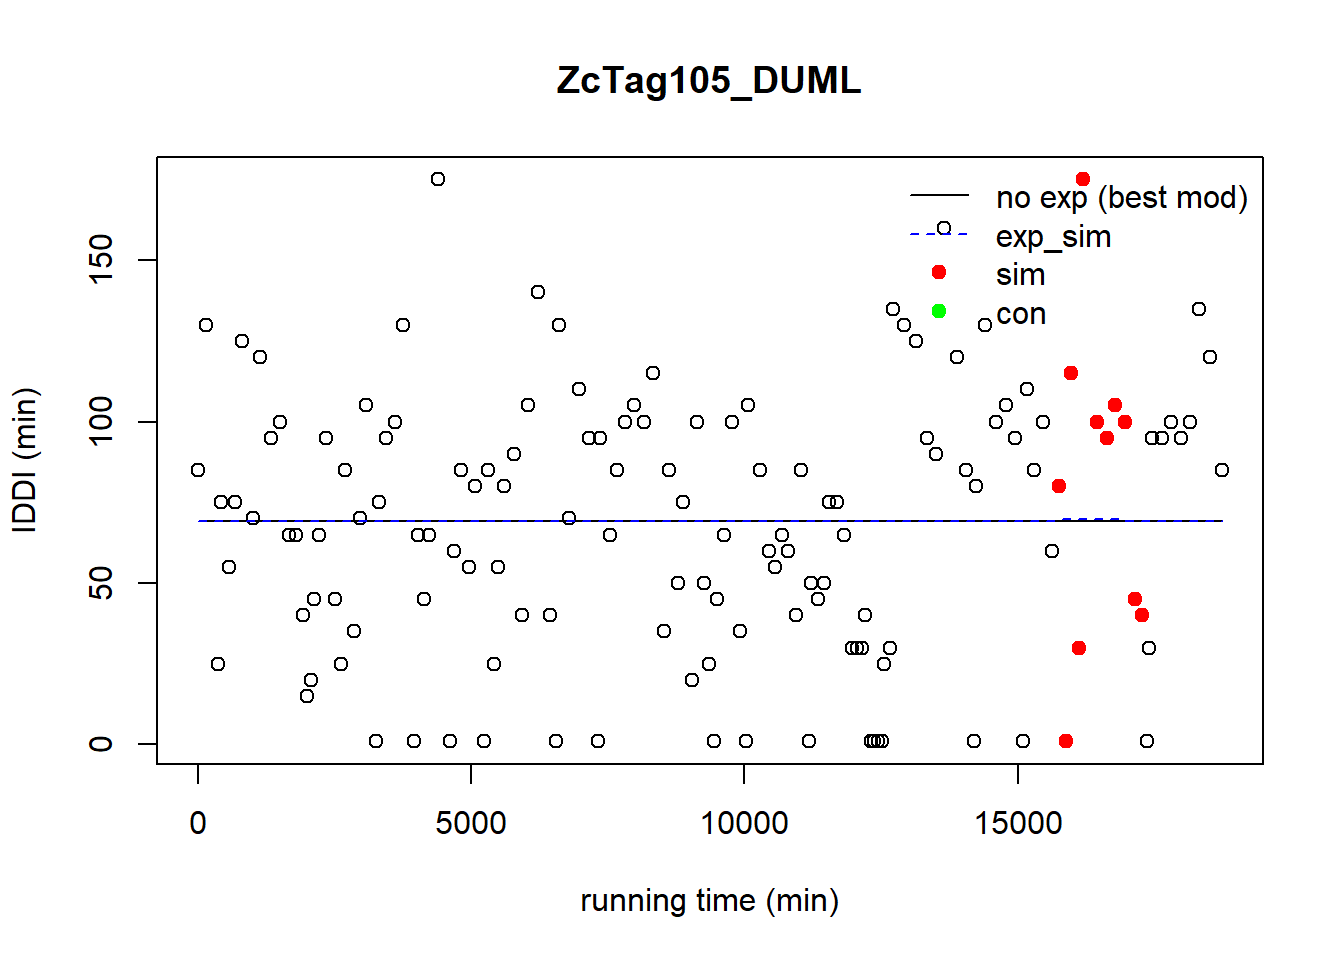 ZcTag105_DUML
no exp (best mod)
exp_sim
sim
con
IDDI (min)
150
100
50
0
0 5000 10000 15000
running time (min)